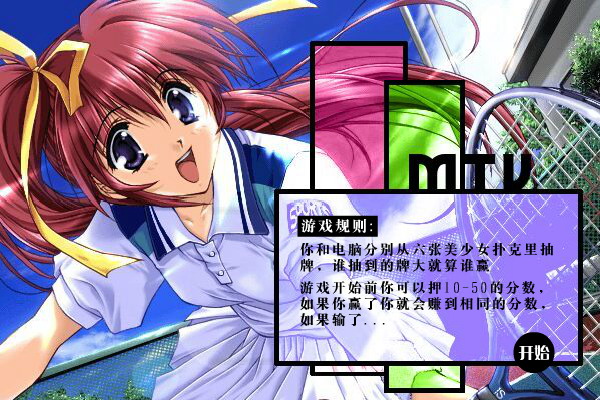 MTV
游戏规则:
你和电脑分别从六张美少女扑克里抽
牌，谁抽到的牌大就算谁赢
游戏开始前你可以押10-50的分数，
如果你赢了你就会赚到相同的分数，
如果输了...
开始